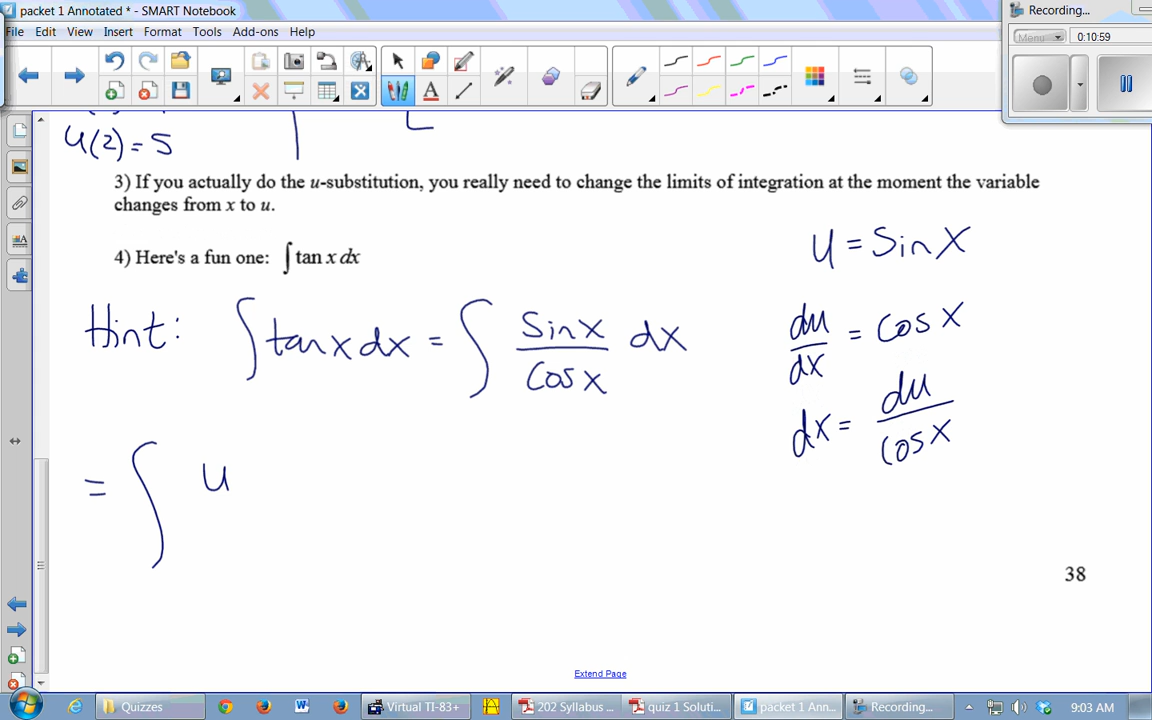 packet 1 Annotated * - SMART Notebook
Recording...
File Edit View Insert Format Tools Add-ons Help
Menu
0:10:59
u(2) = 5
3) If you actually do the u-substitution, you really need to change the limits of integration at the moment the variable
changes from x to u.
u = sin x
4) Here's a fun one: ∫ tan x dx
Hint: ∫ tan x dx = ∫ sin x / cos x dx
du/dx = cos x
dx = du / cos x
= ∫ u
38
Extend Page
Quizzes
Virtual TI-83+
202 Syllabus ...
quiz 1 Soluti...
packet 1 Ann...
Recording...
9:03 AM